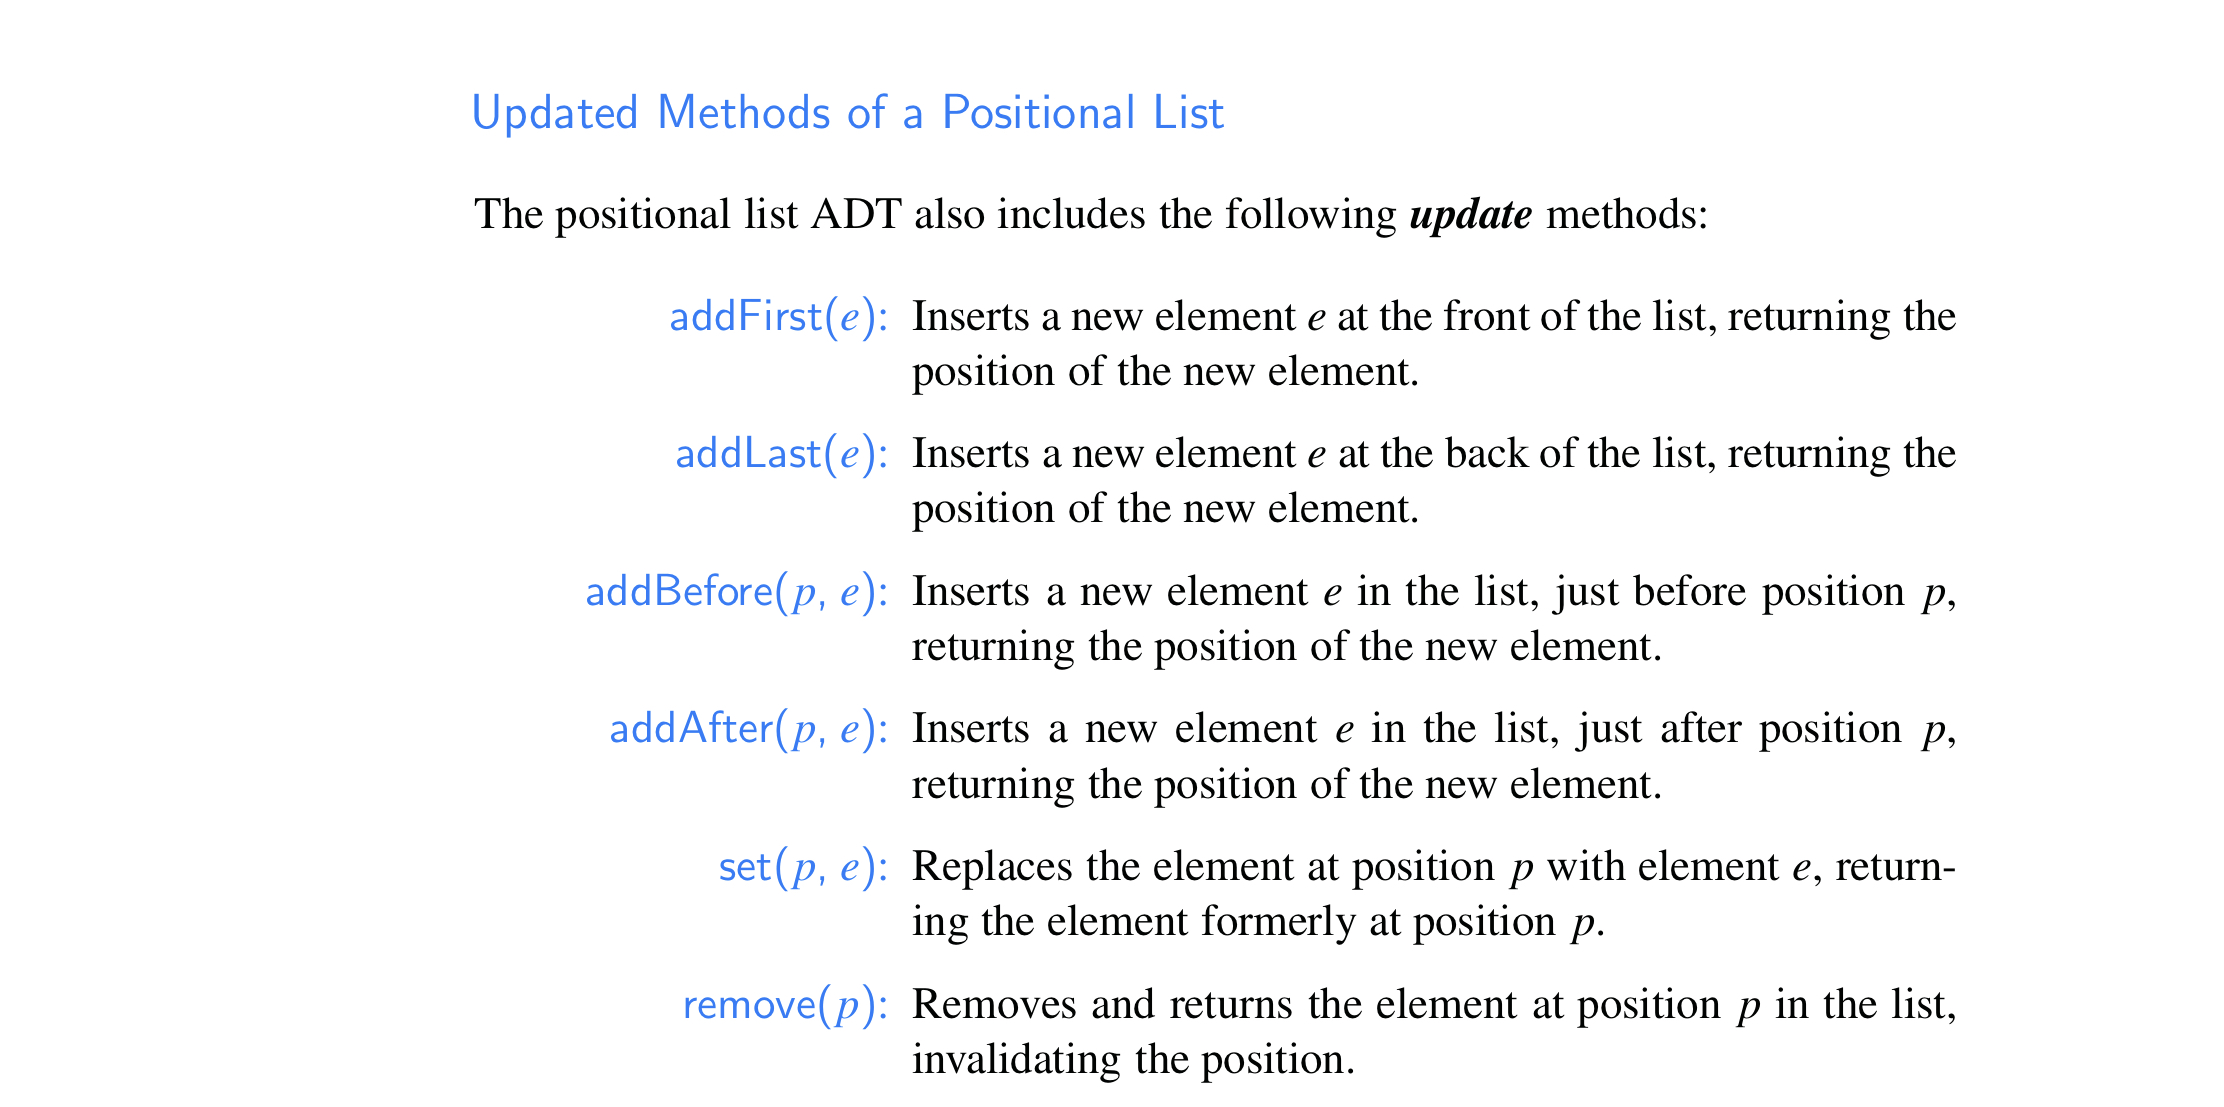 Updated Methods of a Positional List
The positional list ADT also includes the following update methods:
addFirst(e): Inserts a new element e at the front of the list, returning the
position of the new element.
addLast(e): Inserts a new element e at the back of the list, returning the
position of the new element.
addBefore(p, e): Inserts a new element e in the list, just before position p,
returning the position of the new element.
addAfter(p, e): Inserts a new element e in the list, just after position p,
returning the position of the new element.
set(p, e): Replaces the element at position p with element e, return-
ing the element formerly at position p.
remove(p): Removes and returns the element at position p in the list,
invalidating the position.